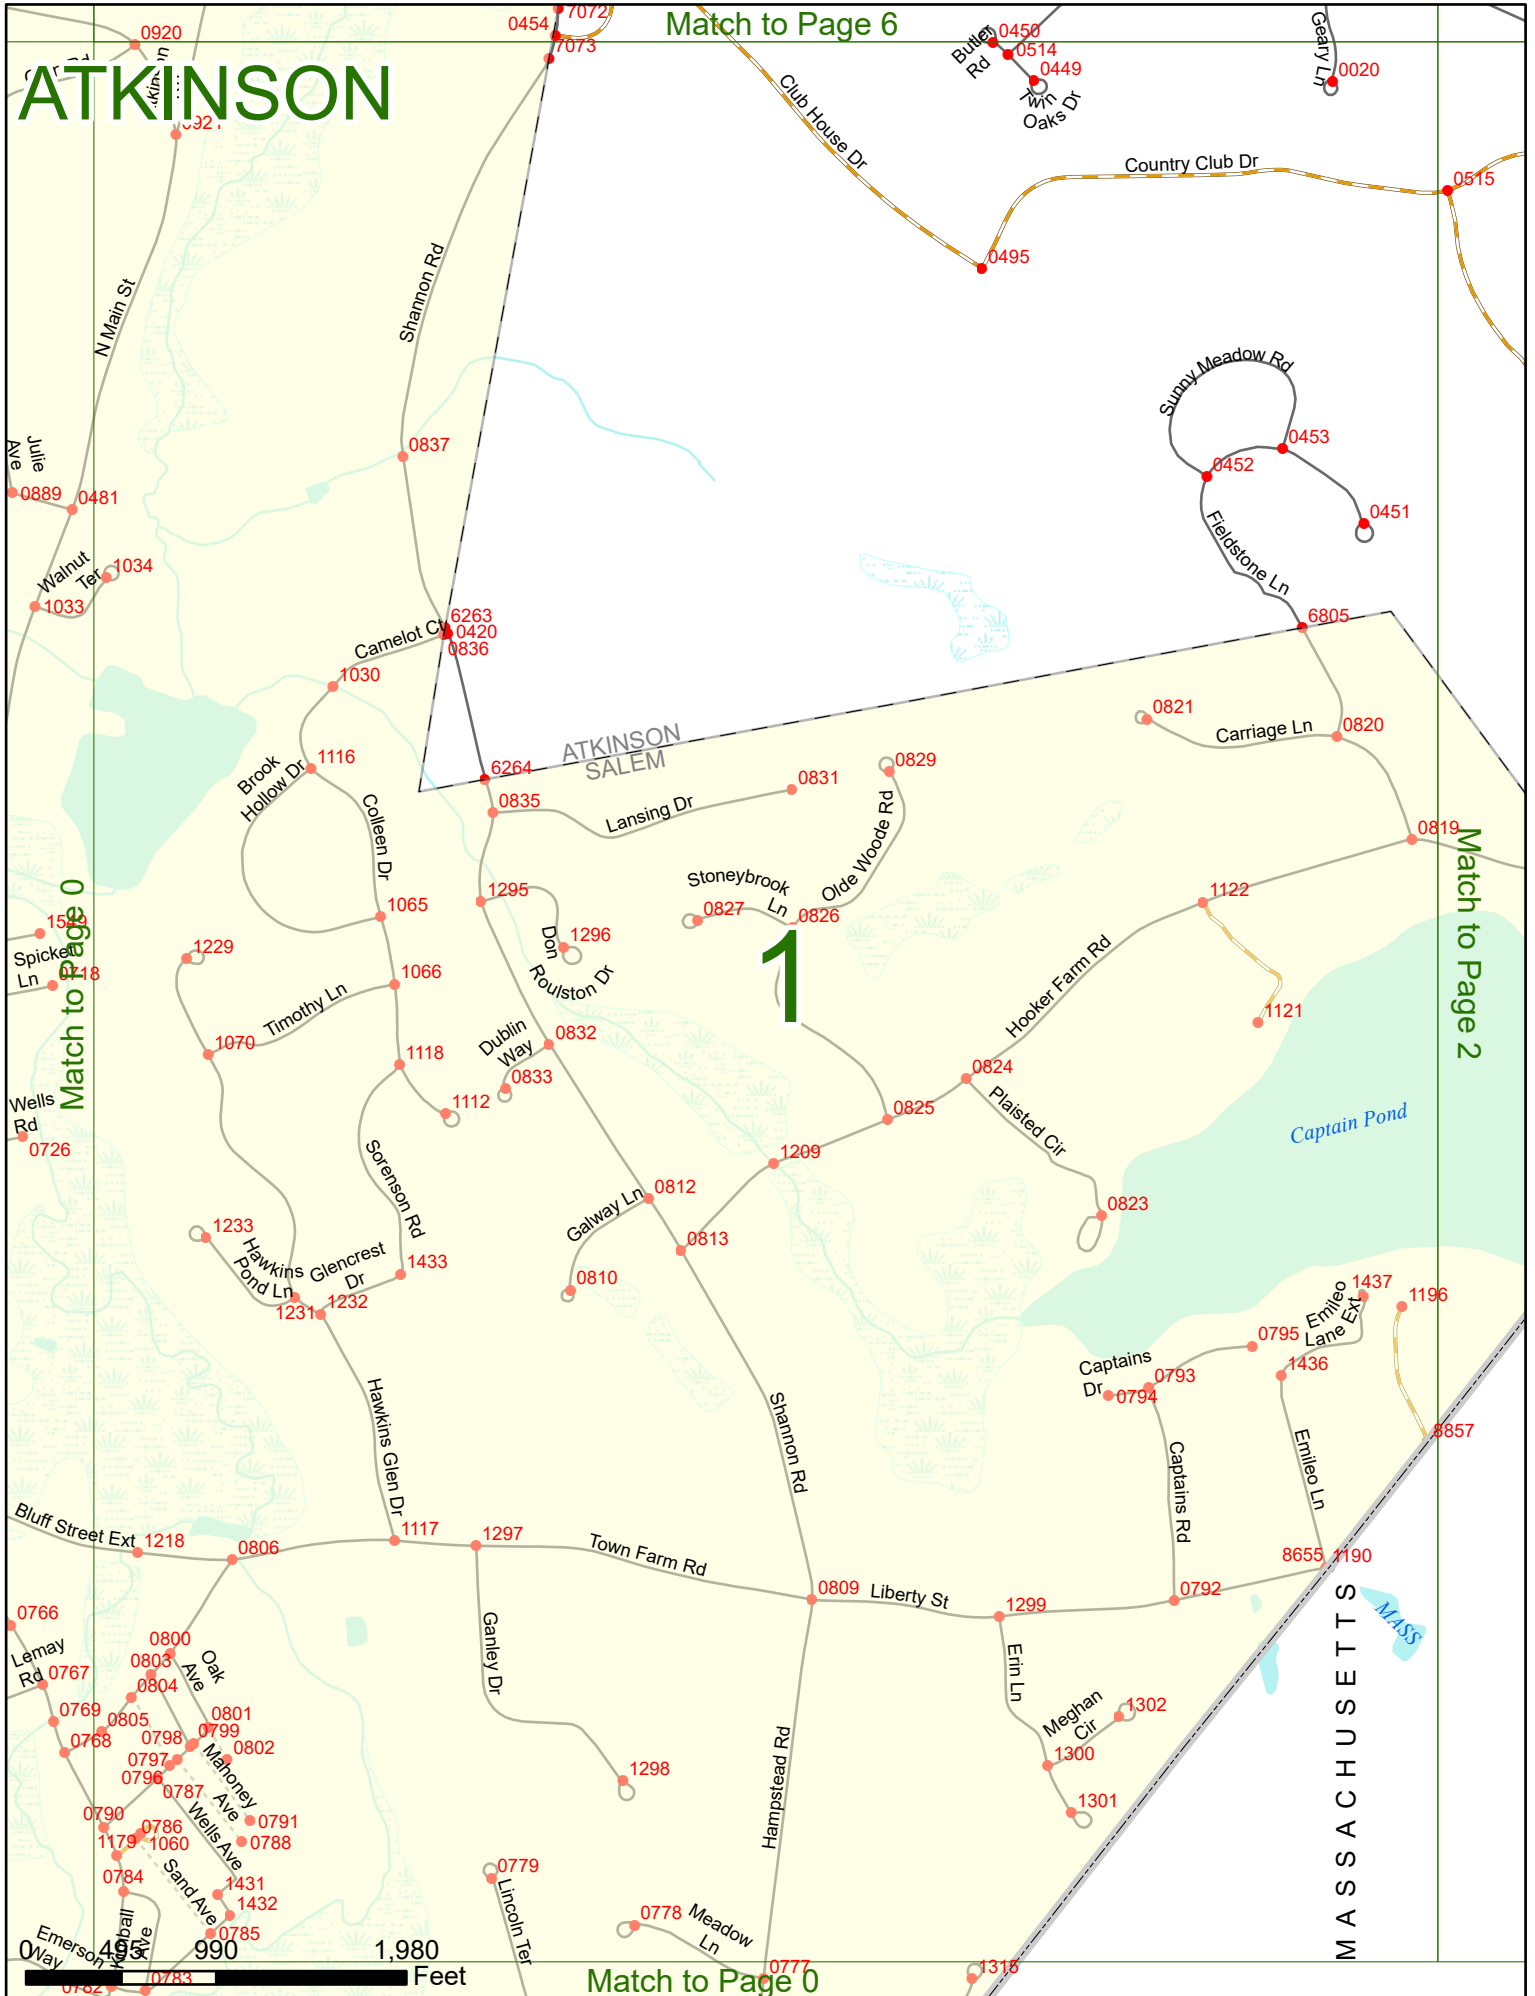 Match to Page 6
ATKINSON
0920
0921
0454
7072
7073
Butler
Rd
0450
0514
0449
Twin
Oaks Dr
Geary Ln
0020
Club House Dr
Country Club Dr
0515
0495
N Main St
Shannon Rd
Sunny Meadow Rd
0453
0452
0451
Fieldstone Ln
6805
Julie
Ave
0889
0481
0837
Walnut
Ter
1034
1033
6263
0420
0836
Camelot Ct
1030
1116
Brook
Hollow Dr
Colleen Dr
ATKINSON
SALEM
6264
0835
Lansing Dr
0831
0829
Olde Woode Rd
0821
Carriage Ln
0820
0819
Match to Page 2
Match to Page 0
1549
Spicket
Ln
0718
1229
1065
1066
Timothy Ln
1070
1295
Don
Roulston Dr
1296
Stoneybrook
Ln
0827
0826
1
1122
Hooker Farm Rd
1121
Dublin
Way
0832
0833
1118
1112
Wells
Rd
0726
0824
0825
Plaisted Cir
Captain Pond
1209
0823
Sorenson Rd
0812
Galway Ln
0813
0810
1233
Hawkins
Pond Ln
Glencrest
Dr
1433
1231
1232
Emileo
Lane Ext
1437
1196
0795
Captains
Dr
0793
0794
1436
8857
Hawkins Glen Dr
Shannon Rd
Captains Rd
Emileo Ln
Bluff Street Ext
1218
0806
1117
1297
Town Farm Rd
0809
Liberty St
1299
0792
8655
1190
MASS
MASSACHUSETTS
0766
Lemay
Rd
0767
0769
0768
0800
0803
0804
0805
Oak
Ave
0801
0799
0798
0802
0797
0796
0787
Mahoney
Ave
Wells Ave
0791
0788
0790
0786
1179
1060
0784
Sand Ave
1431
1432
0785
Ganley Dr
1298
Hampstead Rd
Erin Ln
Meghan
Cir
1302
1300
1301
0779
Lincoln Ter
0778
Meadow
Ln
0777
1315
Emerson
Way
Kimball
Ave
0782
0783
0 495 990 1,980
Feet
Match to Page 0